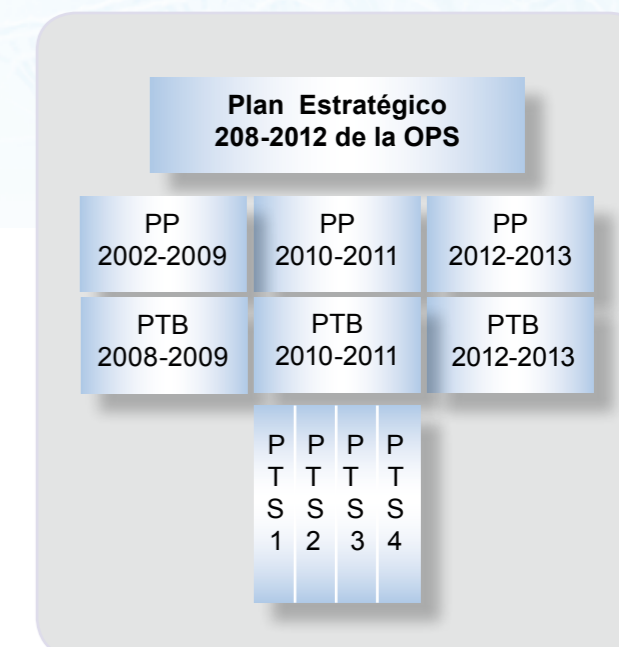 Plan Estratégico
208-2012 de la OPS
PP
2002-2009
PP
2010-2011
PP
2012-2013
PTB
2008-2009
PTB
2010-2011
PTB
2012-2013
P
T
S
1
P
T
S
2
P
T
S
3
P
T
S
4